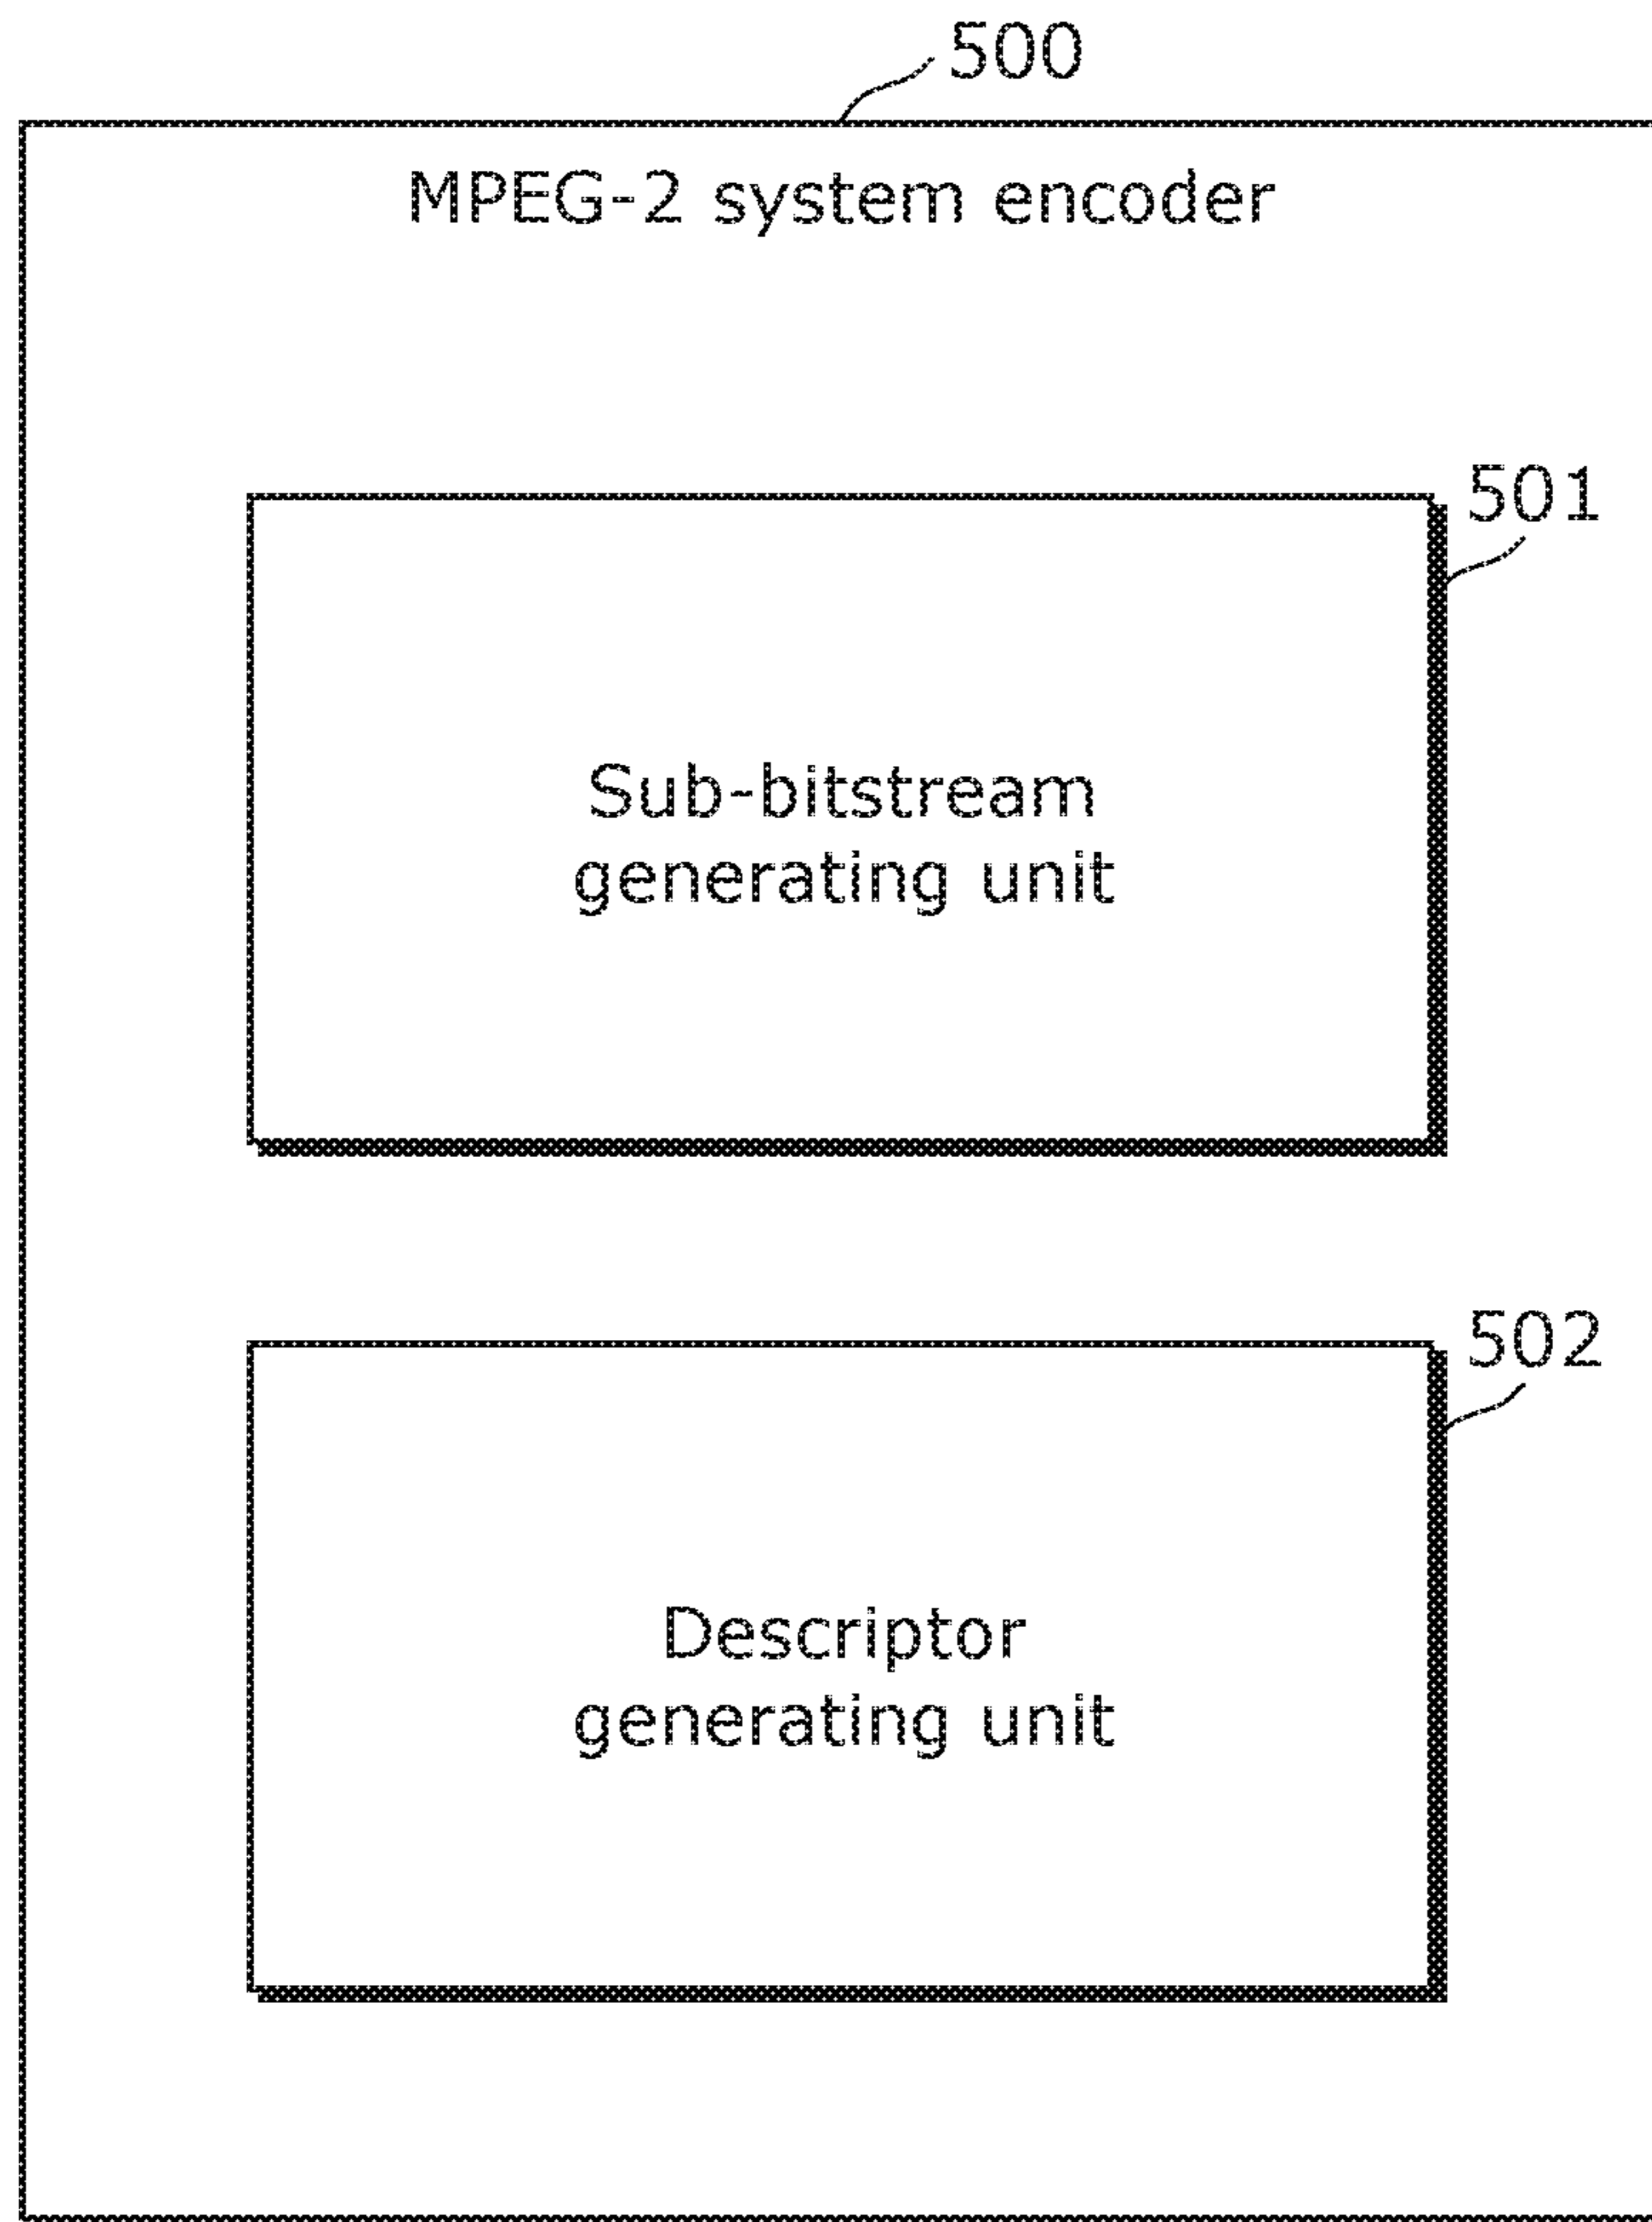 500
MPEG-2 system encoder
501
Sub-bitstream
generating unit
502
Descriptor
generating unit